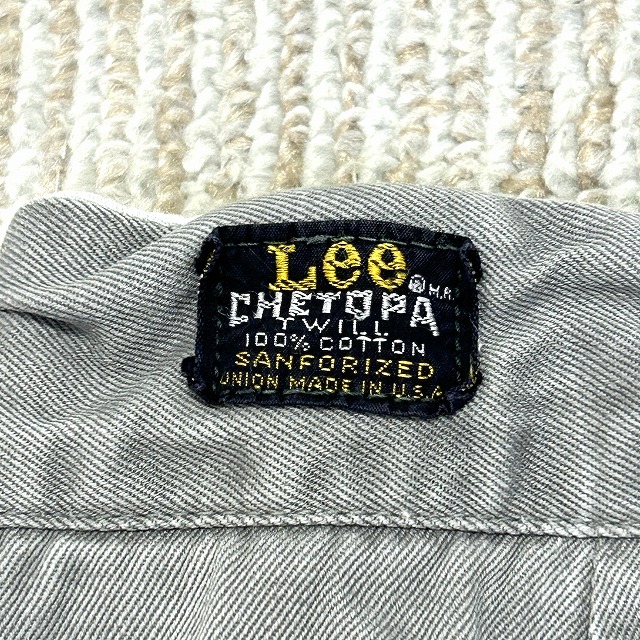 Lee ® M.R.
CHETOPA
TWILL
100% COTTON
SANFORIZED
UNION MADE IN U.S.A.